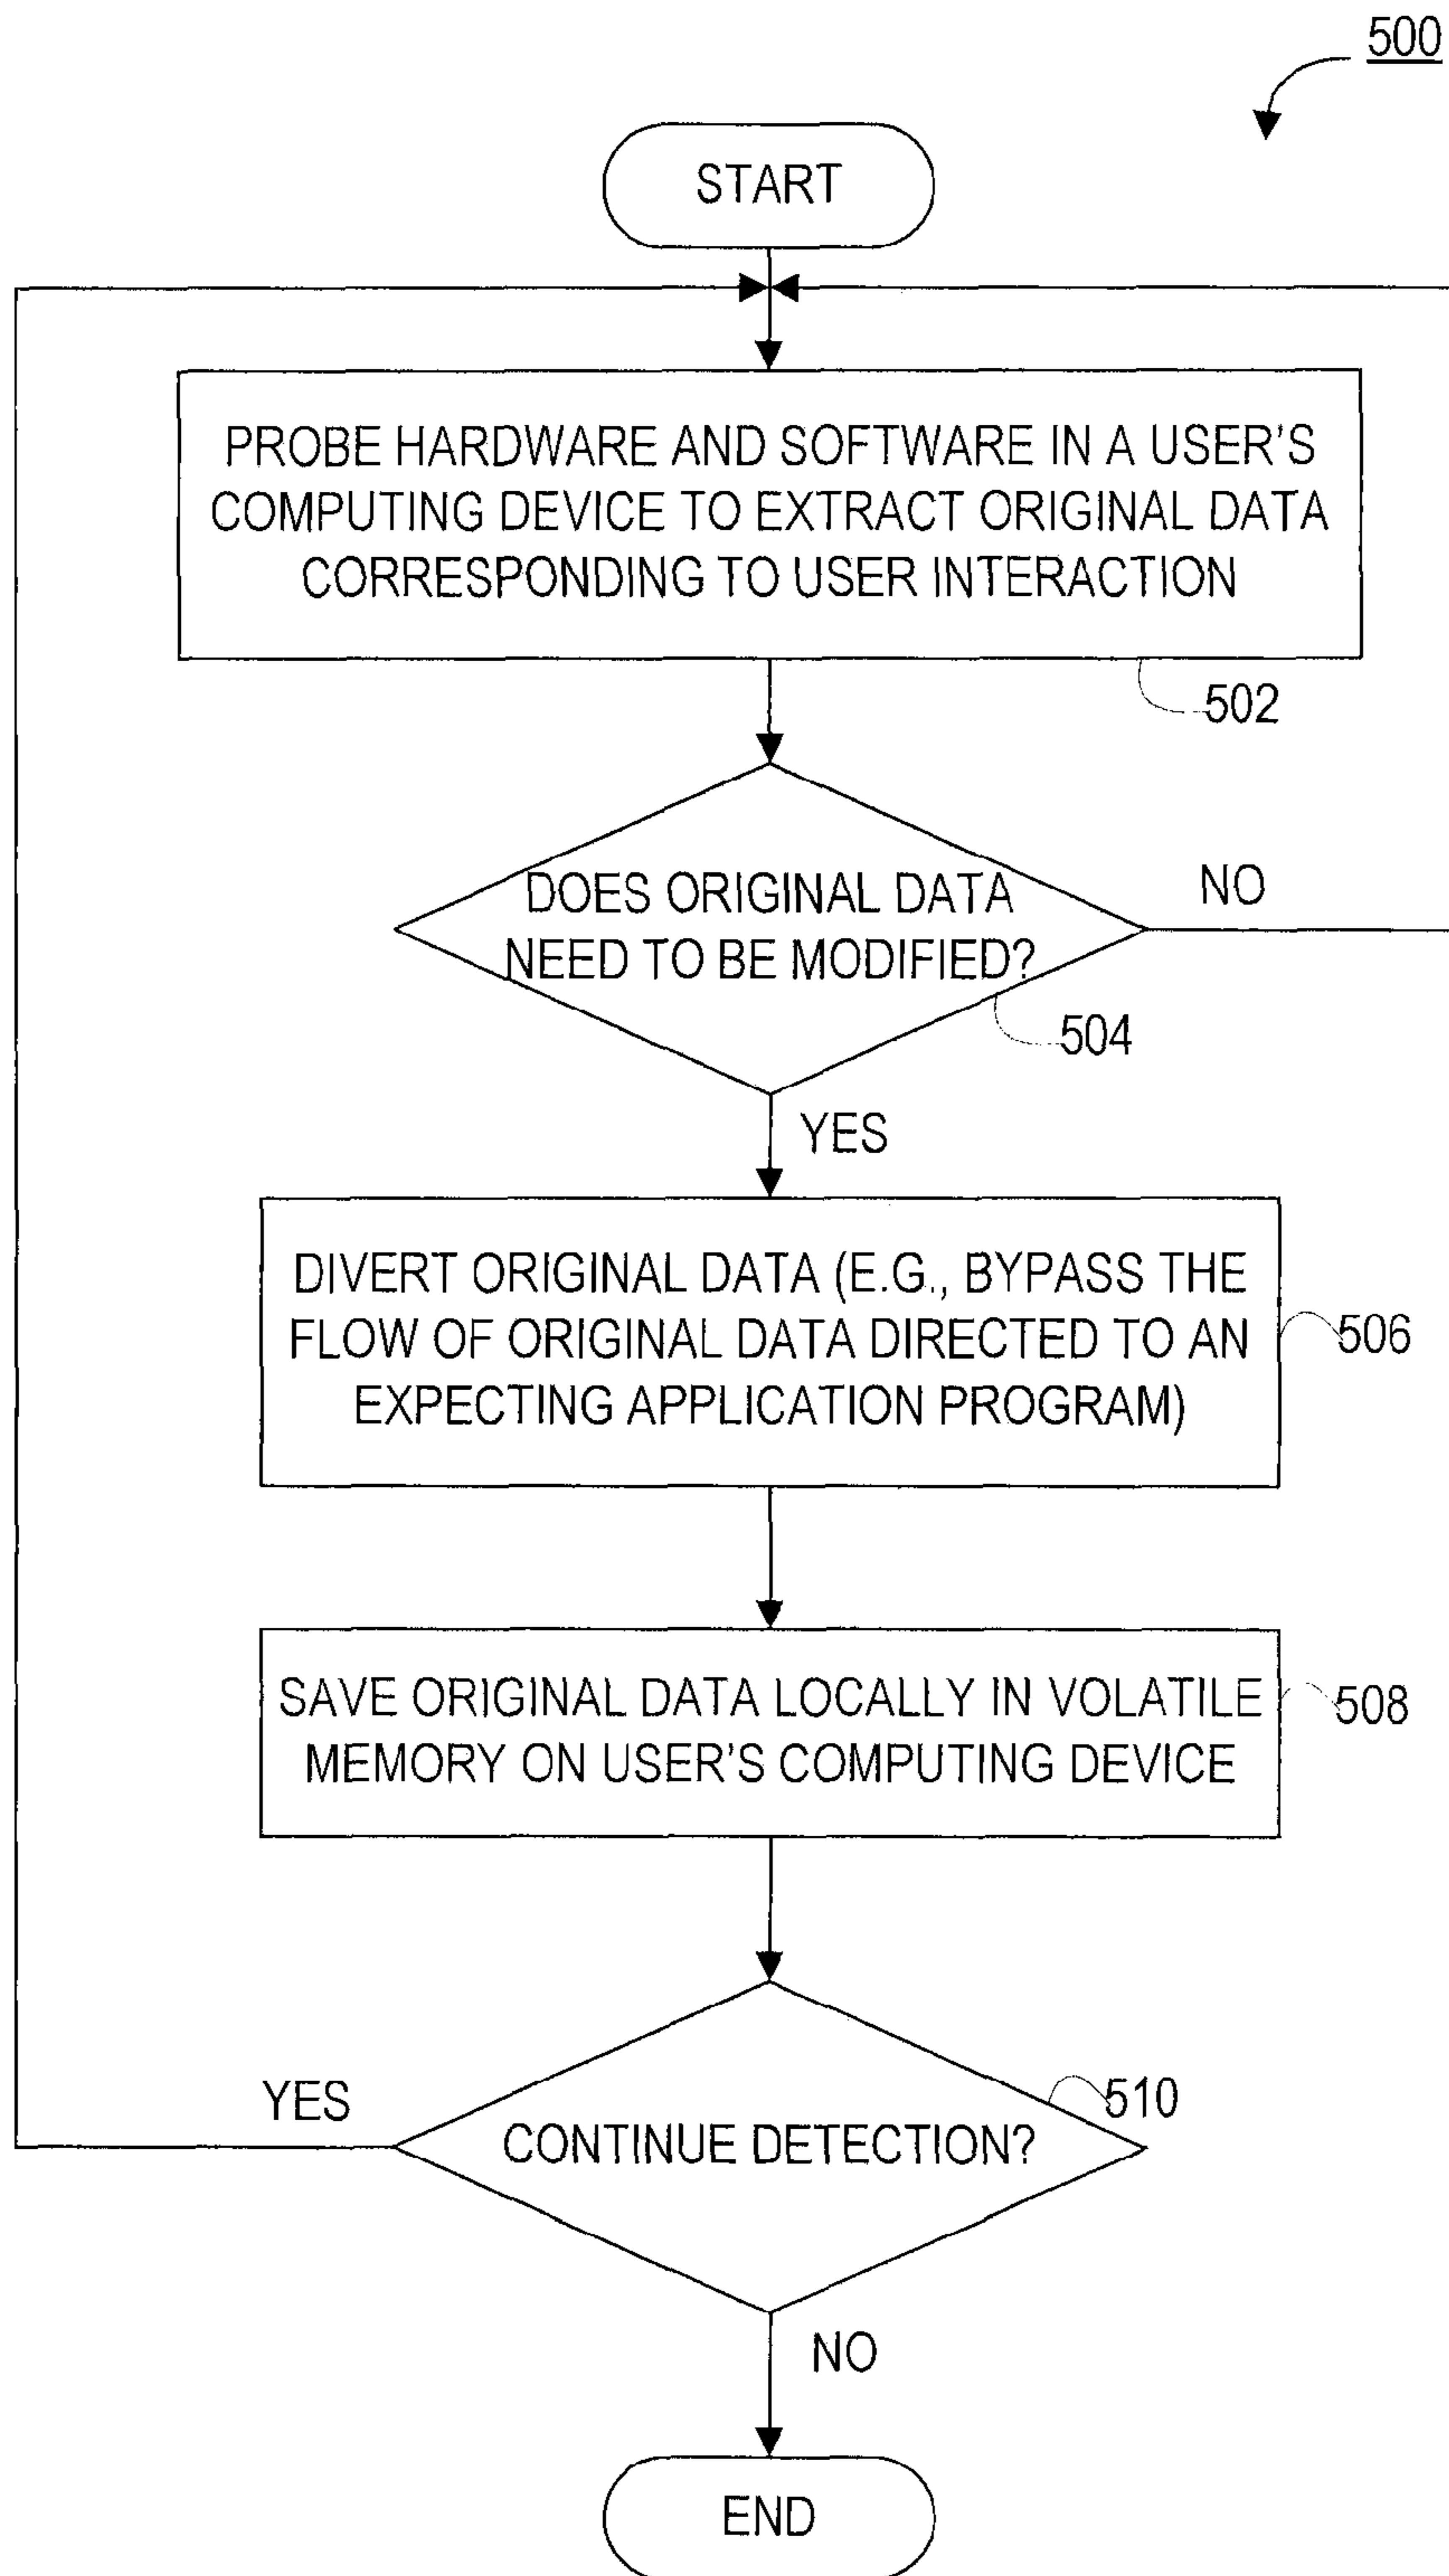 500
START
PROBE HARDWARE AND SOFTWARE IN A USER'S
COMPUTING DEVICE TO EXTRACT ORIGINAL DATA
CORRESPONDING TO USER INTERACTION
502
DOES ORIGINAL DATA
NEED TO BE MODIFIED?
NO
504
YES
DIVERT ORIGINAL DATA (E.G., BYPASS THE
FLOW OF ORIGINAL DATA DIRECTED TO AN
EXPECTING APPLICATION PROGRAM)
506
SAVE ORIGINAL DATA LOCALLY IN VOLATILE
MEMORY ON USER'S COMPUTING DEVICE
508
YES
510
CONTINUE DETECTION?
NO
END